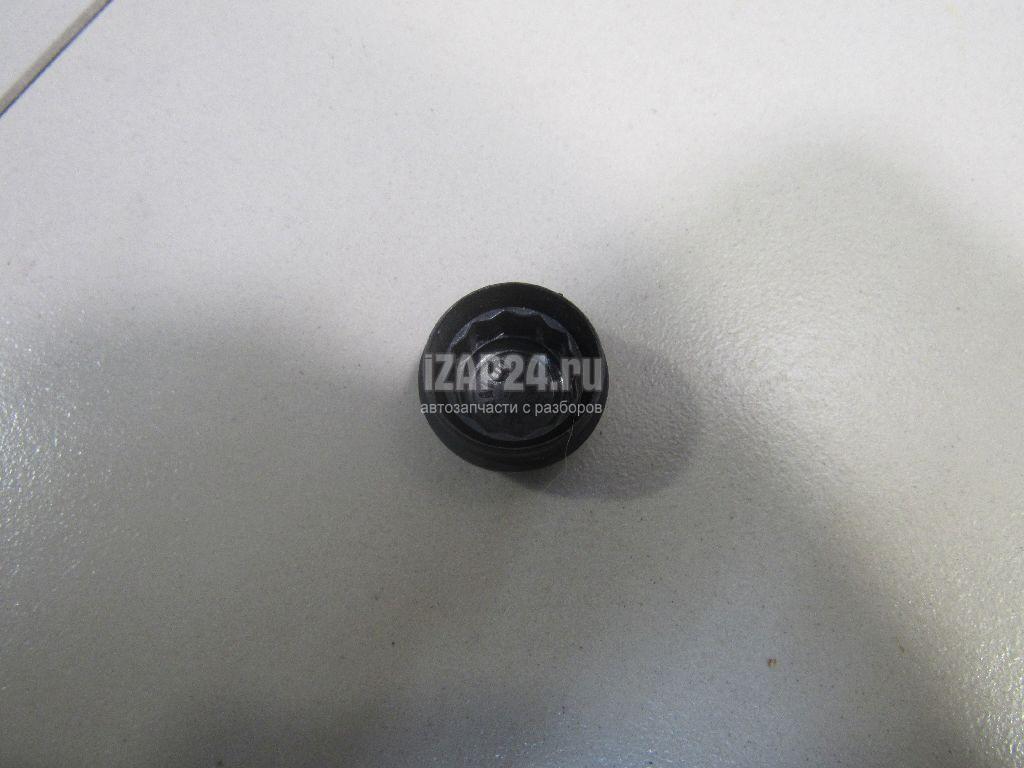 iZAP24.ru
автозапчасти с разборов